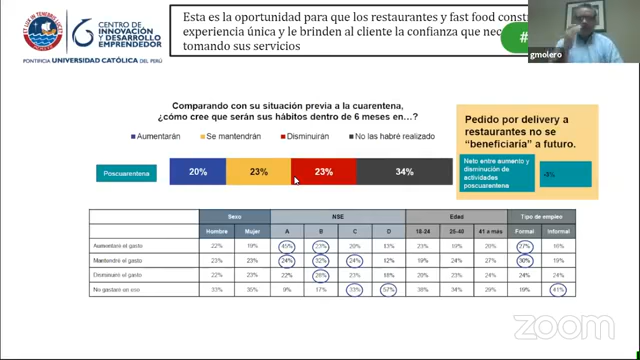 Esta es la oportunidad para que los restaurantes y fast food const
experiencia única y le brinden al cliente la confianza que nec
tomando sus servicios
CENTRO DE
INNOVACIÓN
Y DESARROLLO
EMPRENDEDOR
PONTIFICIA UNIVERSIDAD CATÓLICA DEL PERÚ
#
gmolero
Comparando con su situación previa a la cuarentena,
¿cómo cree que serán sus hábitos dentro de 6 meses en…?
Aumentarán Se mantendrán Disminuirán No las habré realizado
Poscuarentena 20% 23% 23% 34%
Pedido por delivery a
restaurantes no se
“beneficiaría” a futuro.
Neto entre aumento y
disminución de
actividades
poscuarentena
-3%
Sexo NSE Edad Tipo de empleo
Hombre Mujer A B C D 18-24 25-40 41 a más Formal Informal
Aumentaré el gasto 22% 19% 45% 23% 20% 13% 23% 19% 20% 27% 16%
Mantendré el gasto 23% 23% 24% 32% 24% 12% 19% 24% 27% 30% 19%
Disminuiré el gasto 22% 23% 22% 28% 23% 18% 20% 23% 24% 24% 24%
No gastaré en eso 33% 35% 9% 17% 33% 57% 38% 34% 29% 19% 41%
zoom